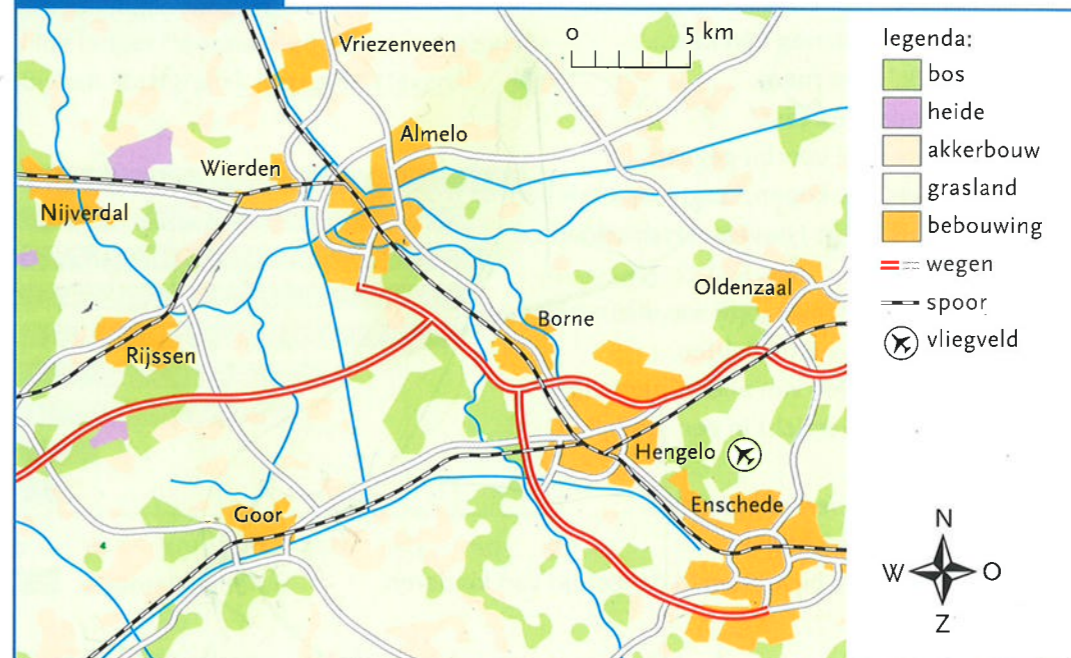 Vriezenveen
0 5 km
Almelo
Wierden
Nijverdal
Oldenzaal
Borne
Rijssen
Hengelo
Enschede
Goor
legenda:
bos
heide
akkerbouw
grasland
bebouwing
wegen
spoor
vliegveld
N
W O
Z